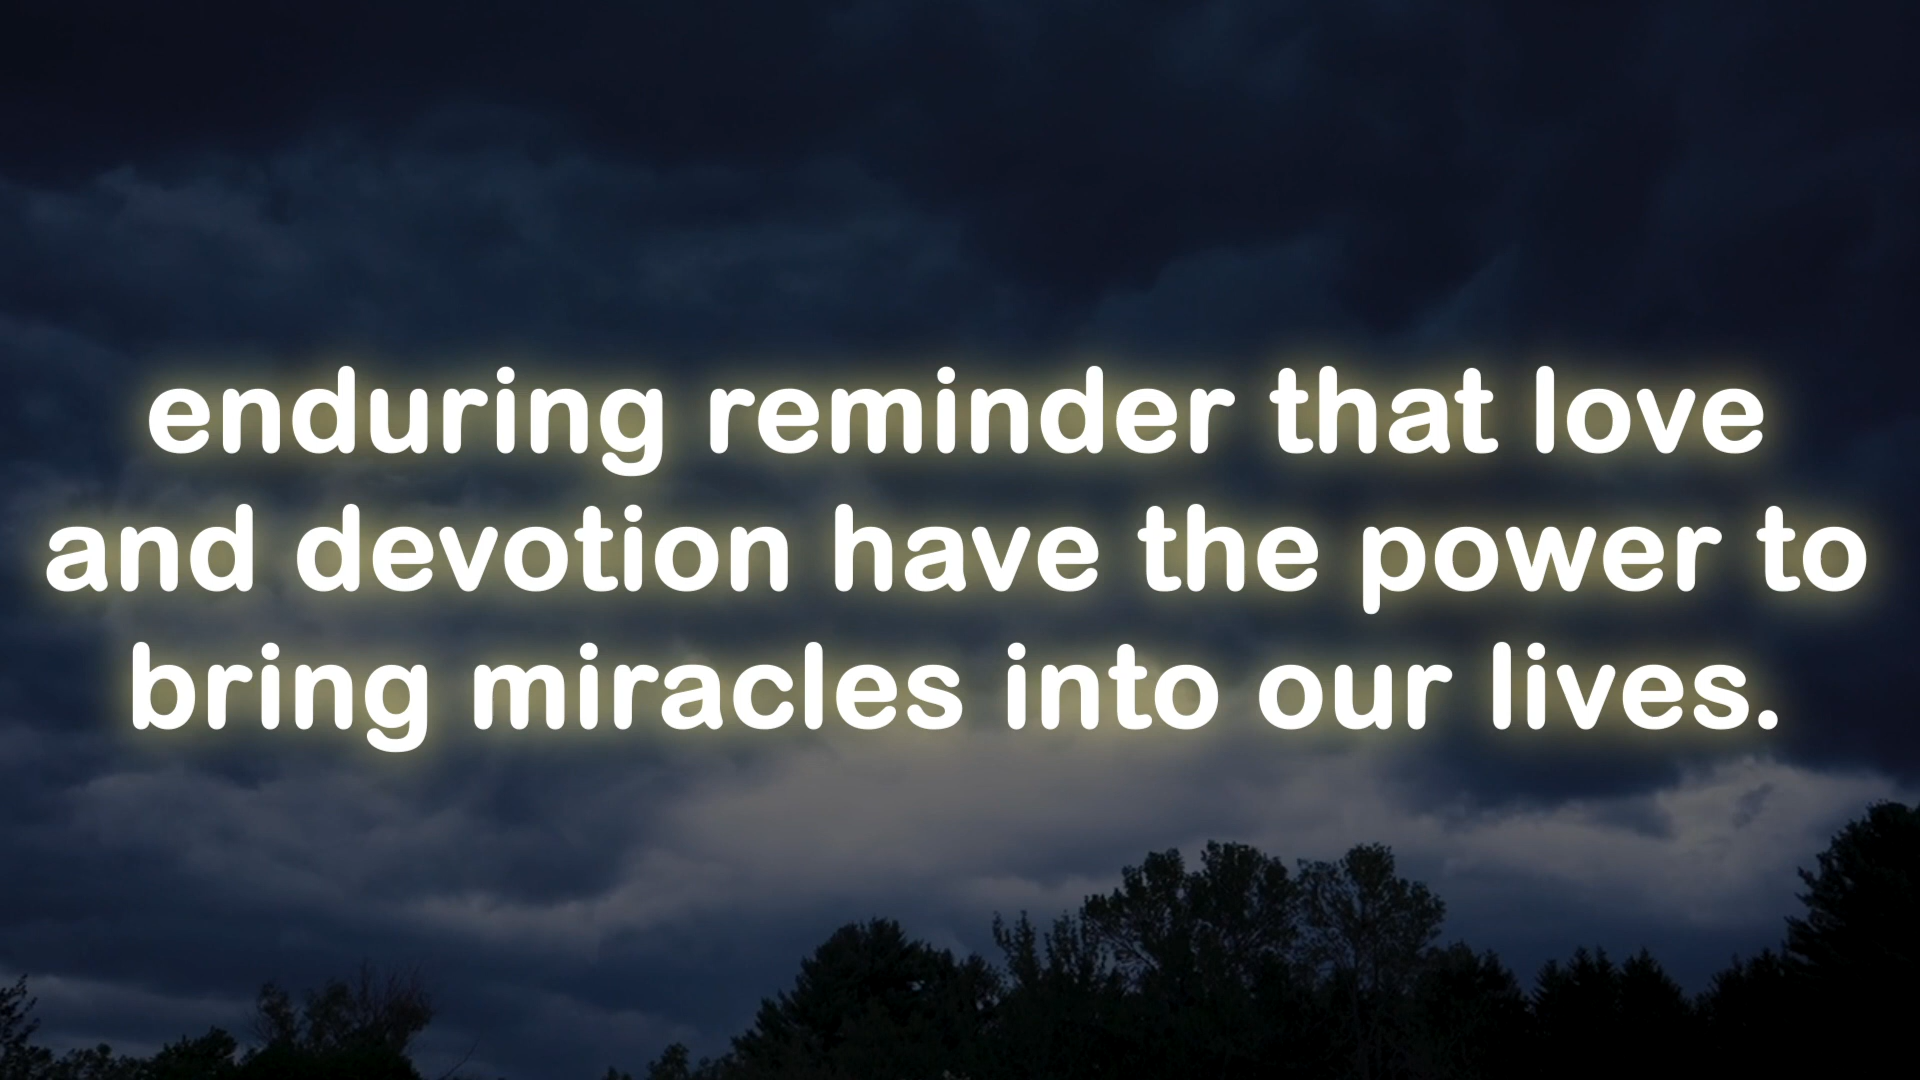 enduring reminder that love
and devotion have the power to
bring miracles into our lives.